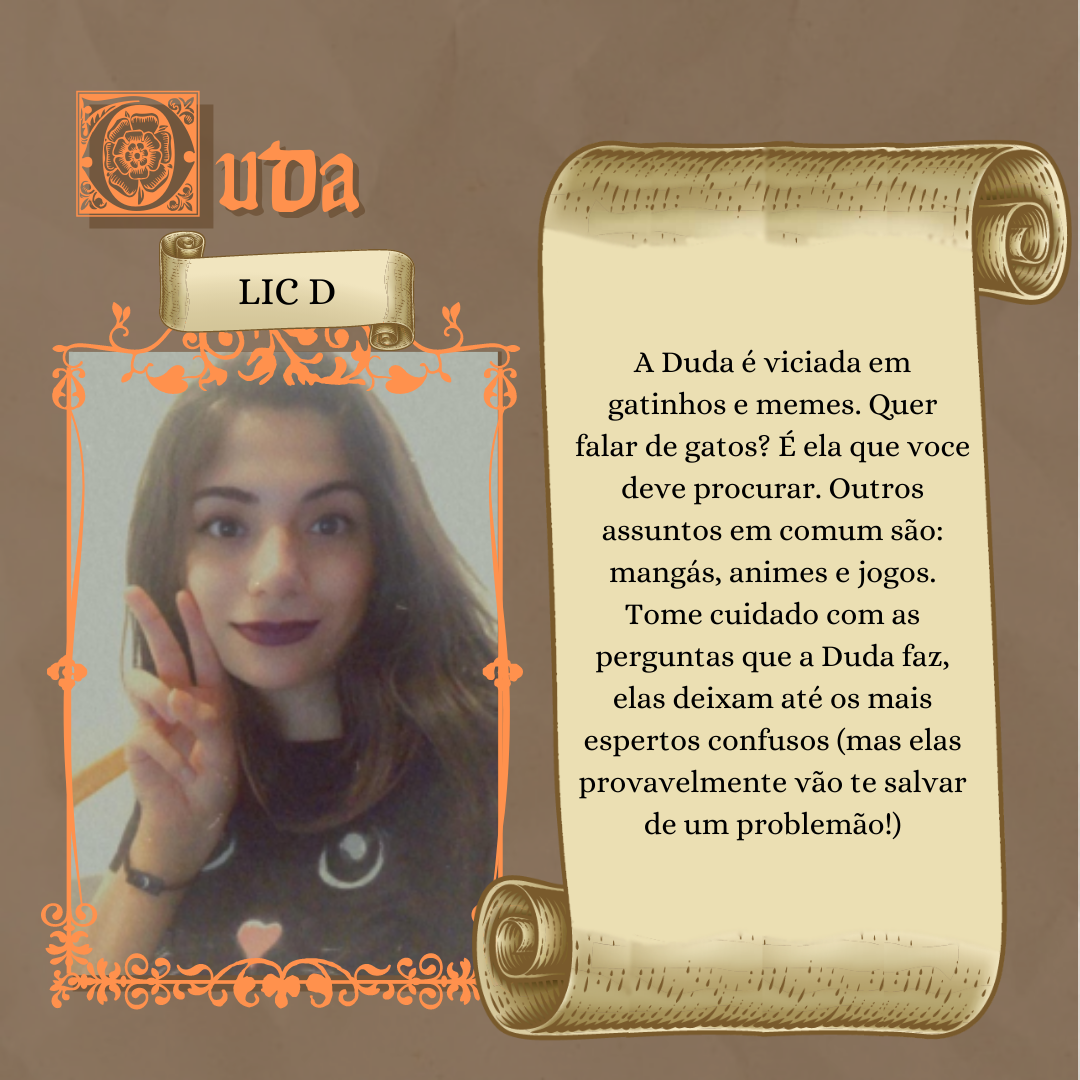 Duda
LIC D
A Duda é viciada em
gatinhos e memes. Quer
falar de gatos? É ela que voce
deve procurar. Outros
assuntos em comum são:
mangás, animes e jogos.
Tome cuidado com as
perguntas que a Duda faz,
elas deixam até os mais
espertos confusos (mas elas
provavelmente vão te salvar
de um problemão!)